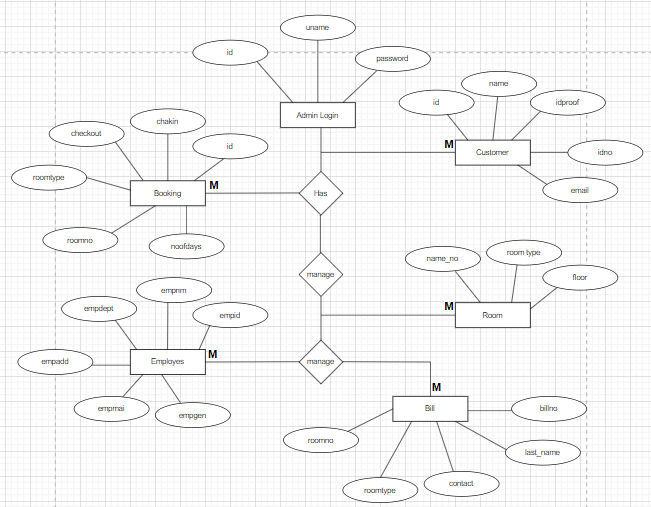 uname
id
password
Admin Login
name
id
idproof
Customer
M
idno
email
chakin
checkout
id
roomtype
Booking
M
roomno
noofdays
Has
manage
name_no
room type
floor
M
Room
empnm
empdept
empid
empadd
Employes
M
empmai
empgen
manage
M
Bill
billno
roomno
last_name
roomtype
contact